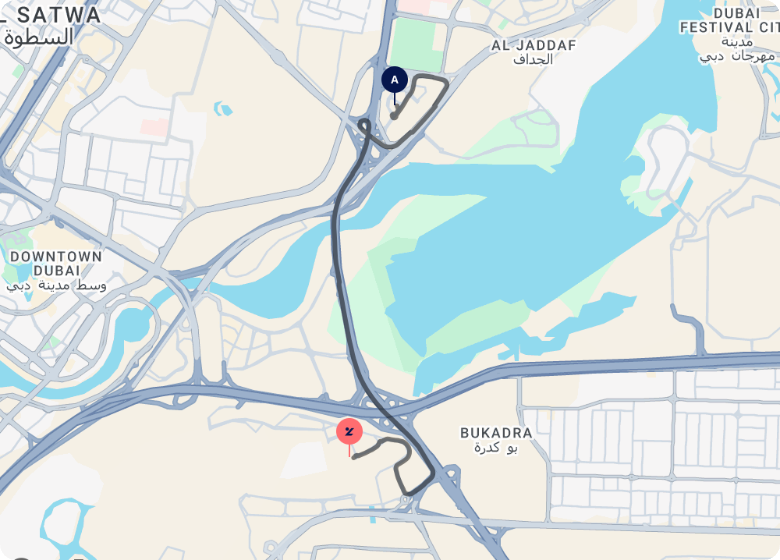 L SATWA
السطوة
AL JADDAF
الجداف
DUBAI
FESTIVAL CIT
مدينة
مهرجان دبي
A
DOWNTOWN
DUBAI
وسط مدينة دبي
BUKADRA
بو كدرة
Z